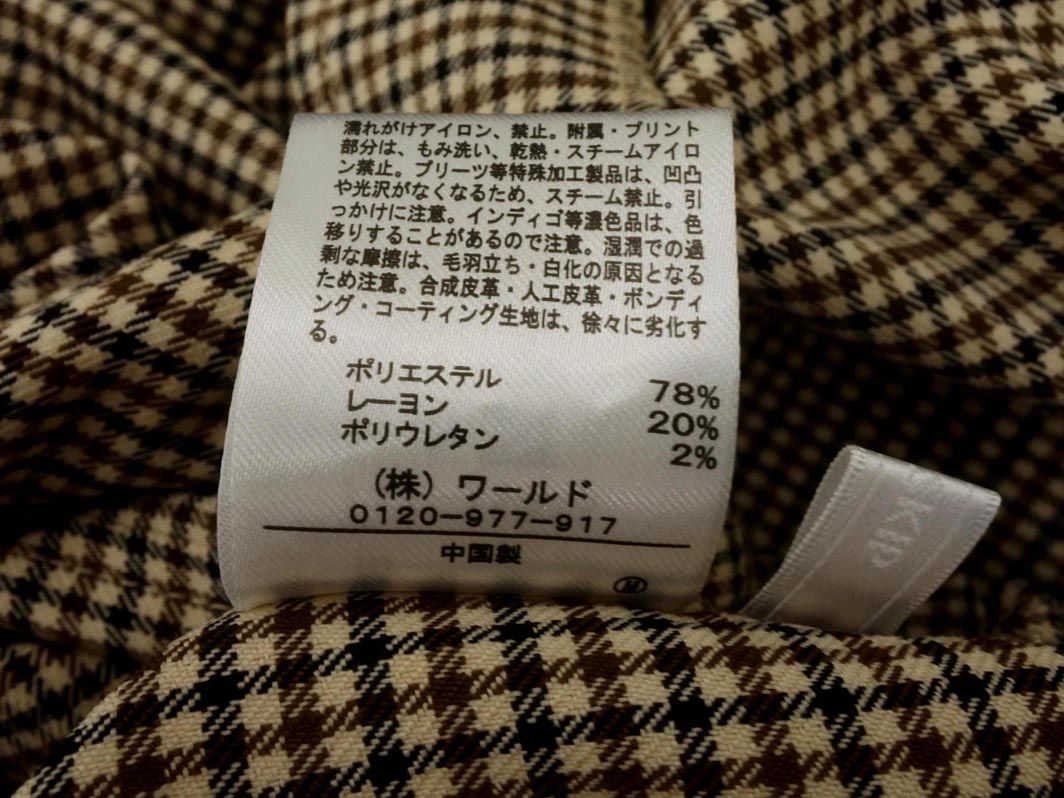 濡れがけアイロン、禁止。附属・プリント
部分は、もみ洗い、乾熱・スチームアイロ
ン禁止。プリーツ等特殊加工製品は、凹凸
や光沢がなくなるため、スチーム禁止。引
っかけに注意。インディゴ等濃色品は、色
移りすることがあるので注意。湿潤での過
剰な摩擦は、毛羽立ち・白化の原因となる
ため注意。合成皮革・人工皮革・ボンディ
ング・コーティング生地は、徐々に劣化す
る。
ポリエステル 78%
レーヨン 20%
ポリウレタン 2%
(株) ワールド
0120-977-917
中国製
M